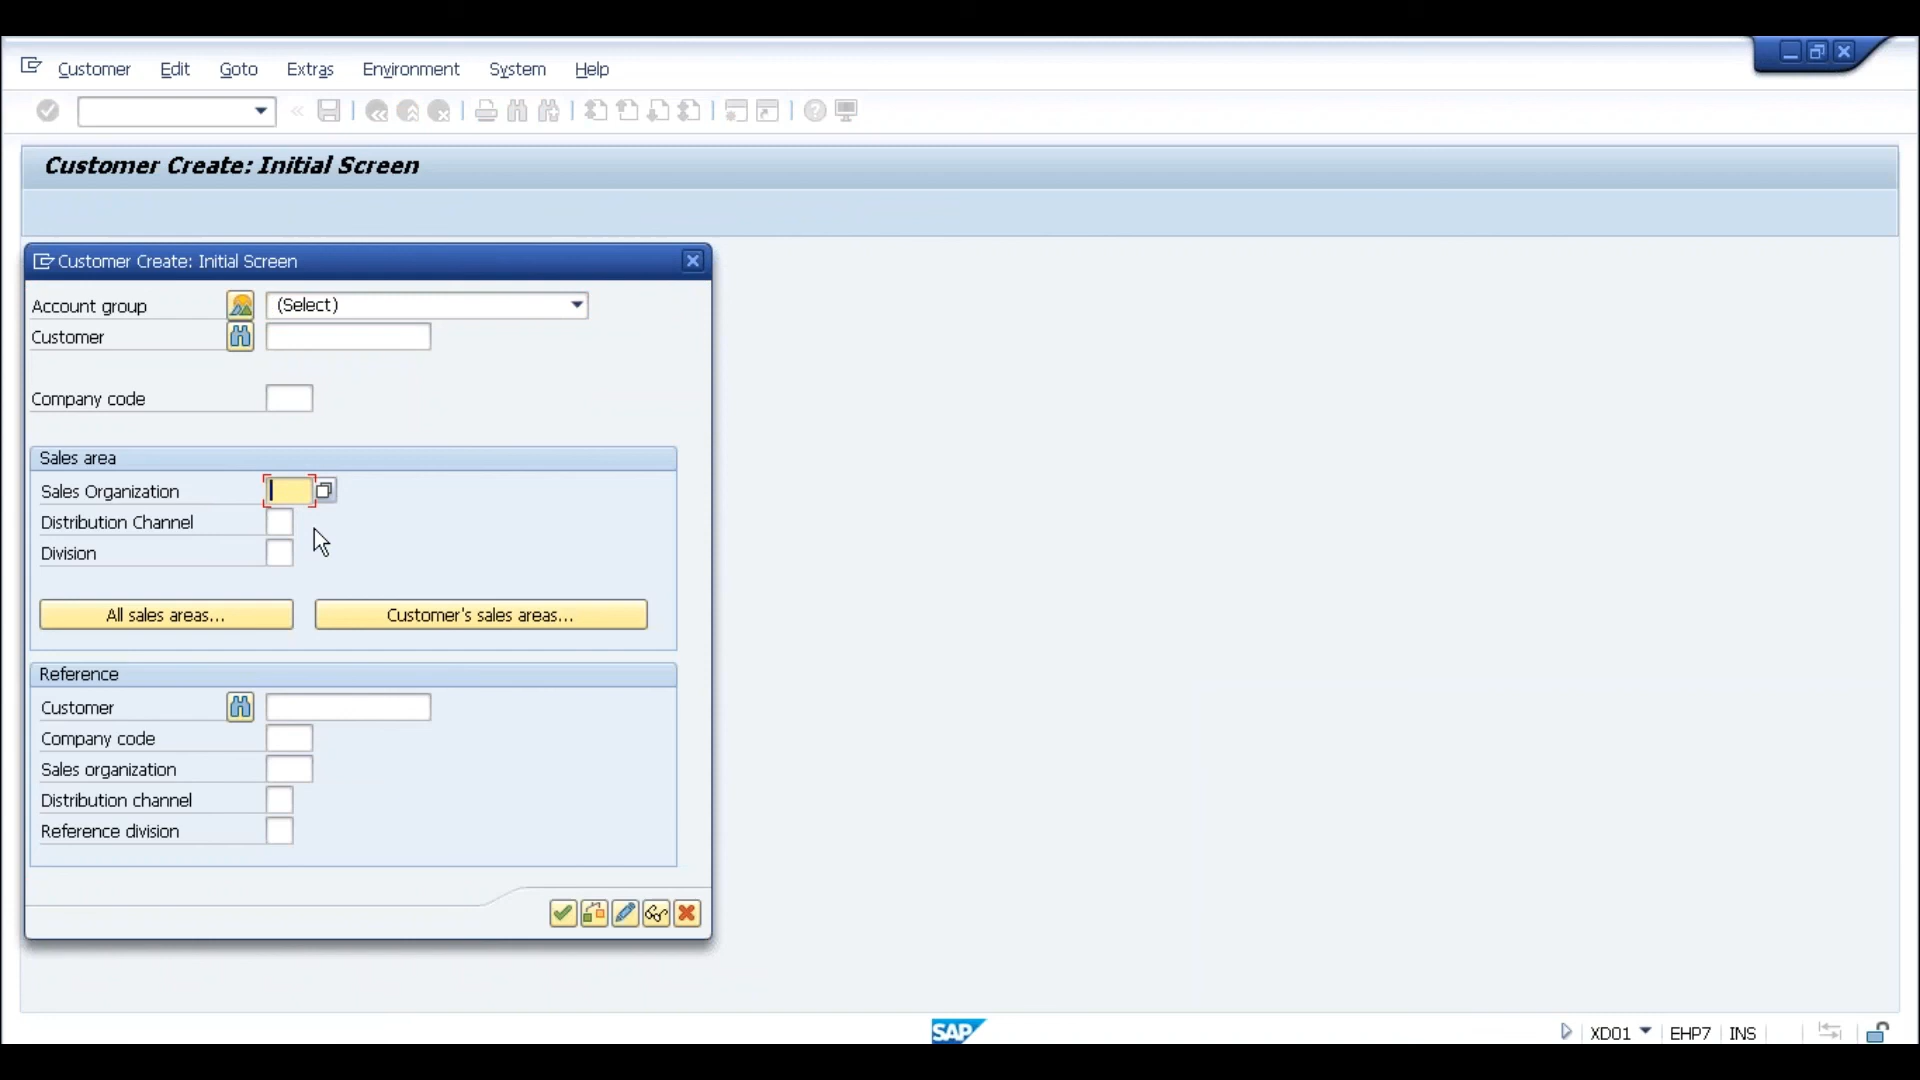 Customer Edit Goto Extras Environment System Help
Customer Create: Initial Screen
Customer Create: Initial Screen
Account group (Select)
Customer
Company code
Sales area
Sales Organization
Distribution Channel
Division
All sales areas... Customer's sales areas...
Reference
Customer
Company code
Sales organization
Distribution channel
Reference division
SAP XD01 EHP7 INS